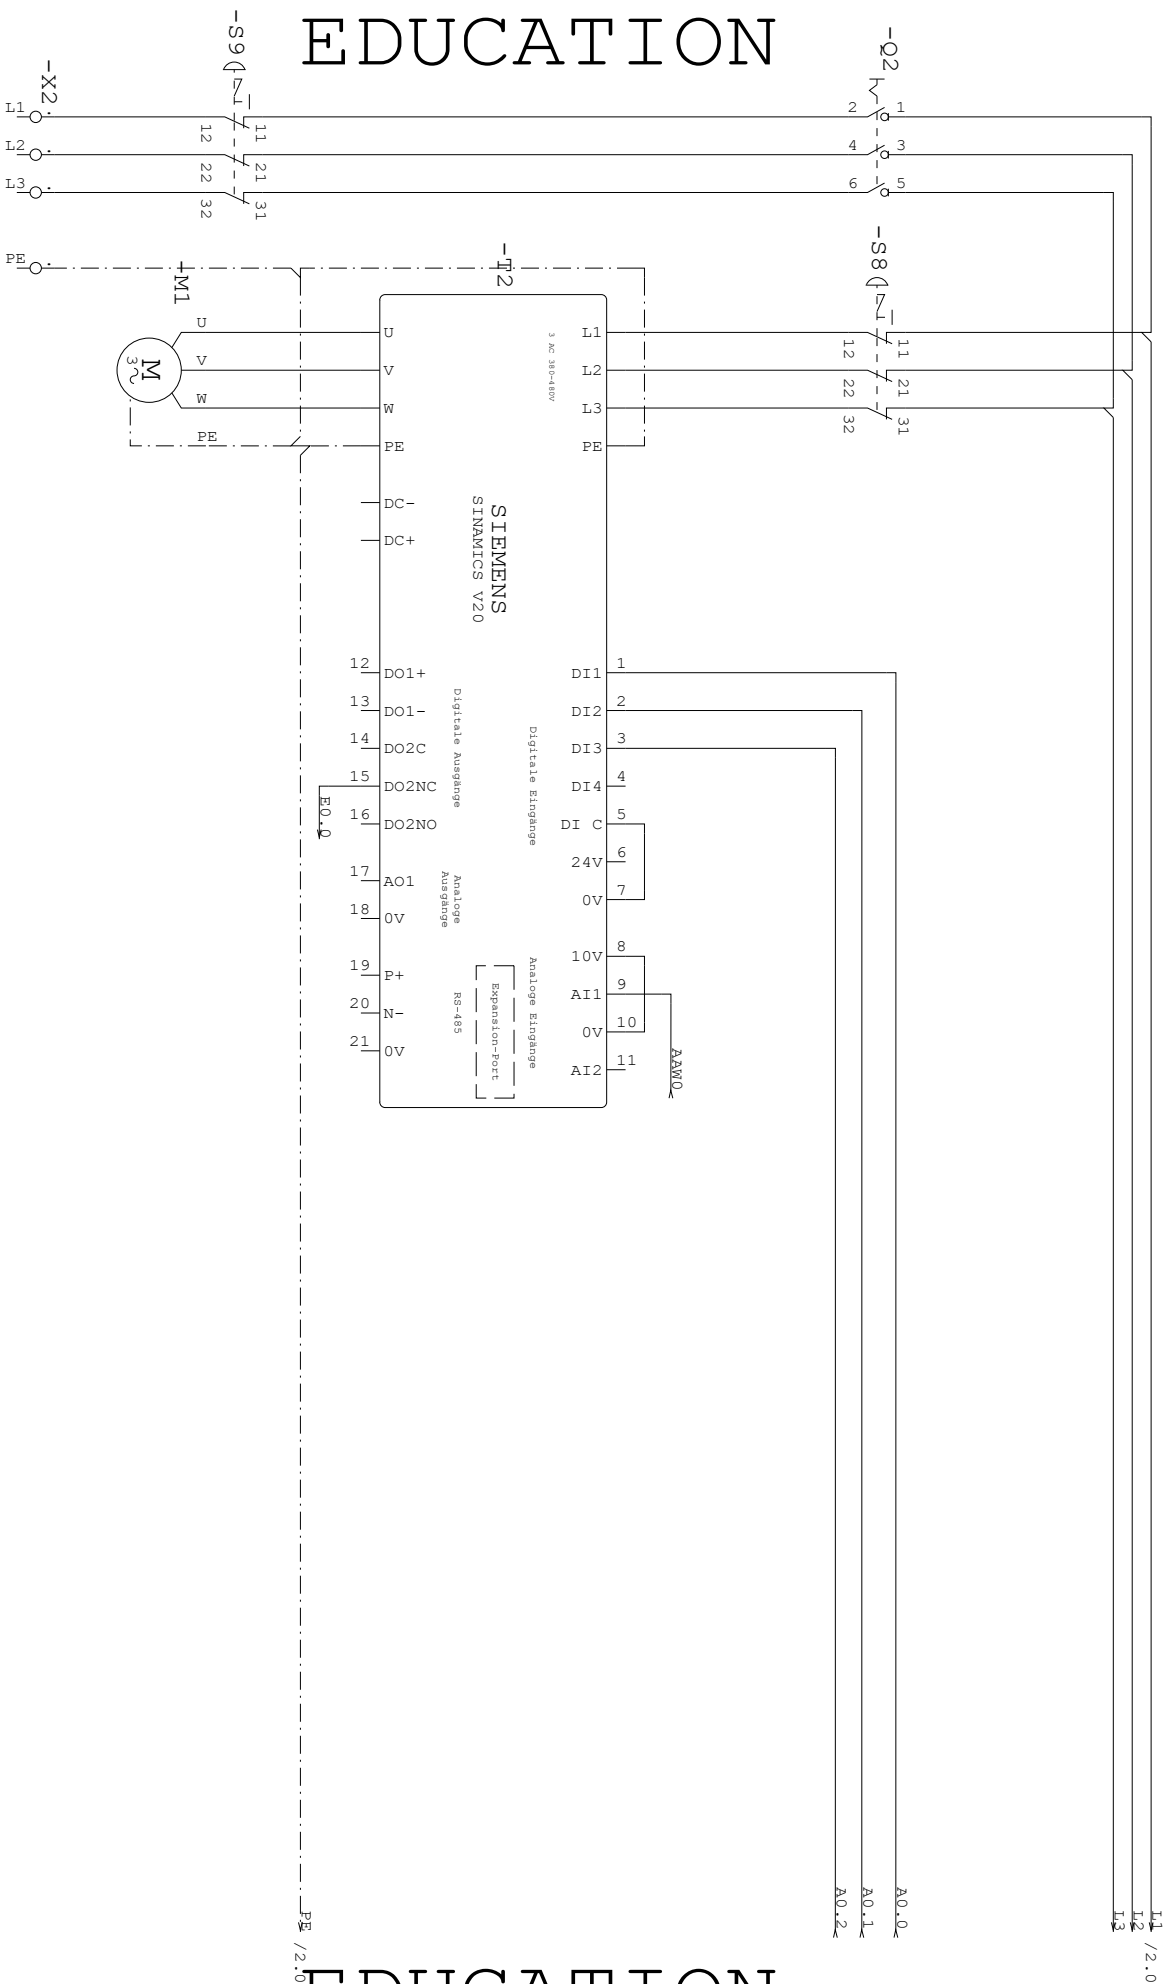 EDUCATION
-S9
-Q2
-X2
L1
12
11
2
1
L2
22
21
4
3
L3
32
31
6
5
-S8
PE
-M1
-T2
U
U
3 AC 380-480V
L1
12
11
M
3
V
V
L2
22
21
W
W
L3
32
31
PE
PE
PE
DC-
DC+
SIEMENS
SINAMICS V20
12
DO1+
DI1
1
13
DO1-
DI2
2
14
DO2C
DI3
3
15
DO2NC
DI4
4
E0.0
16
DO2NO
DI C
5
Digitale Ausgänge
Digitale Eingänge
24V
6
17
AO1
0V
7
18
0V
Analoge
Ausgänge
10V
8
19
P+
AI1
9
20
N-
0V
10
21
0V
AI2
11
RS-485
Expansion-Port
Analoge Eingänge
AAW0
A0.2
A0.1
A0.0
L3
L2
L1 /2.0
PE /2.0
EDUCATION